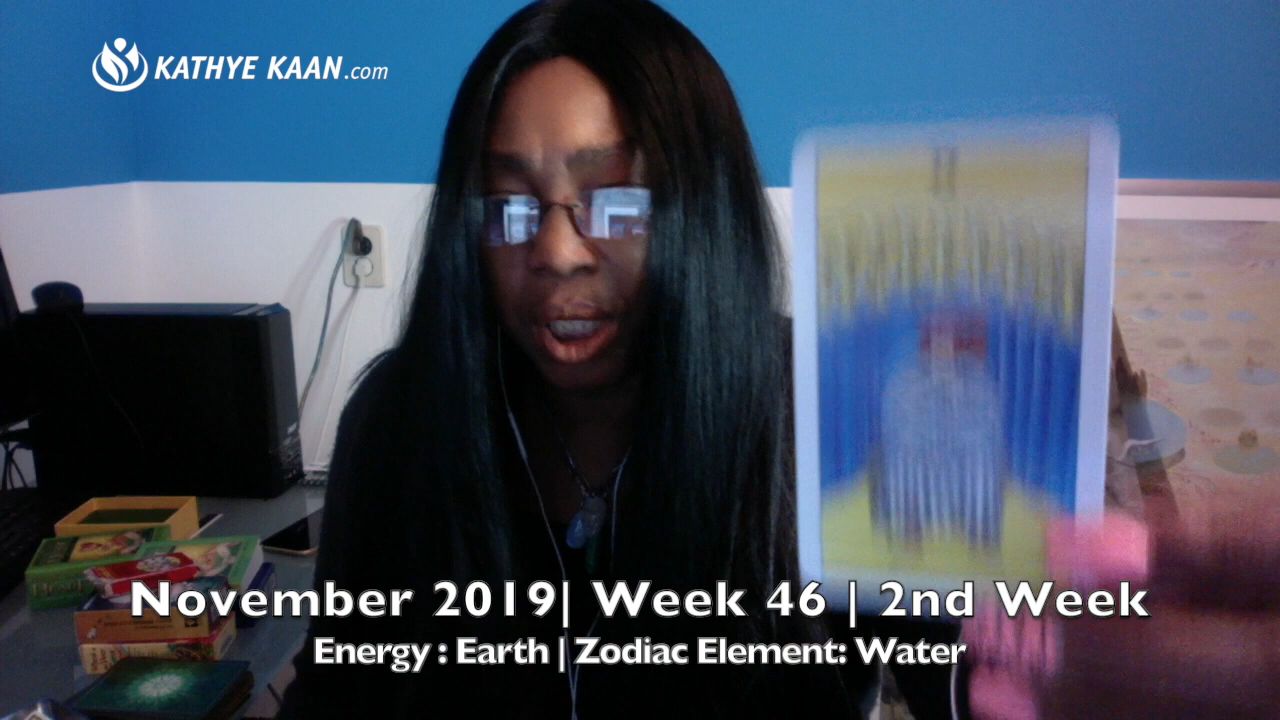 KATHYE KAAN.com
November 2019| Week 46 | 2nd Week
Energy : Earth | Zodiac Element: Water